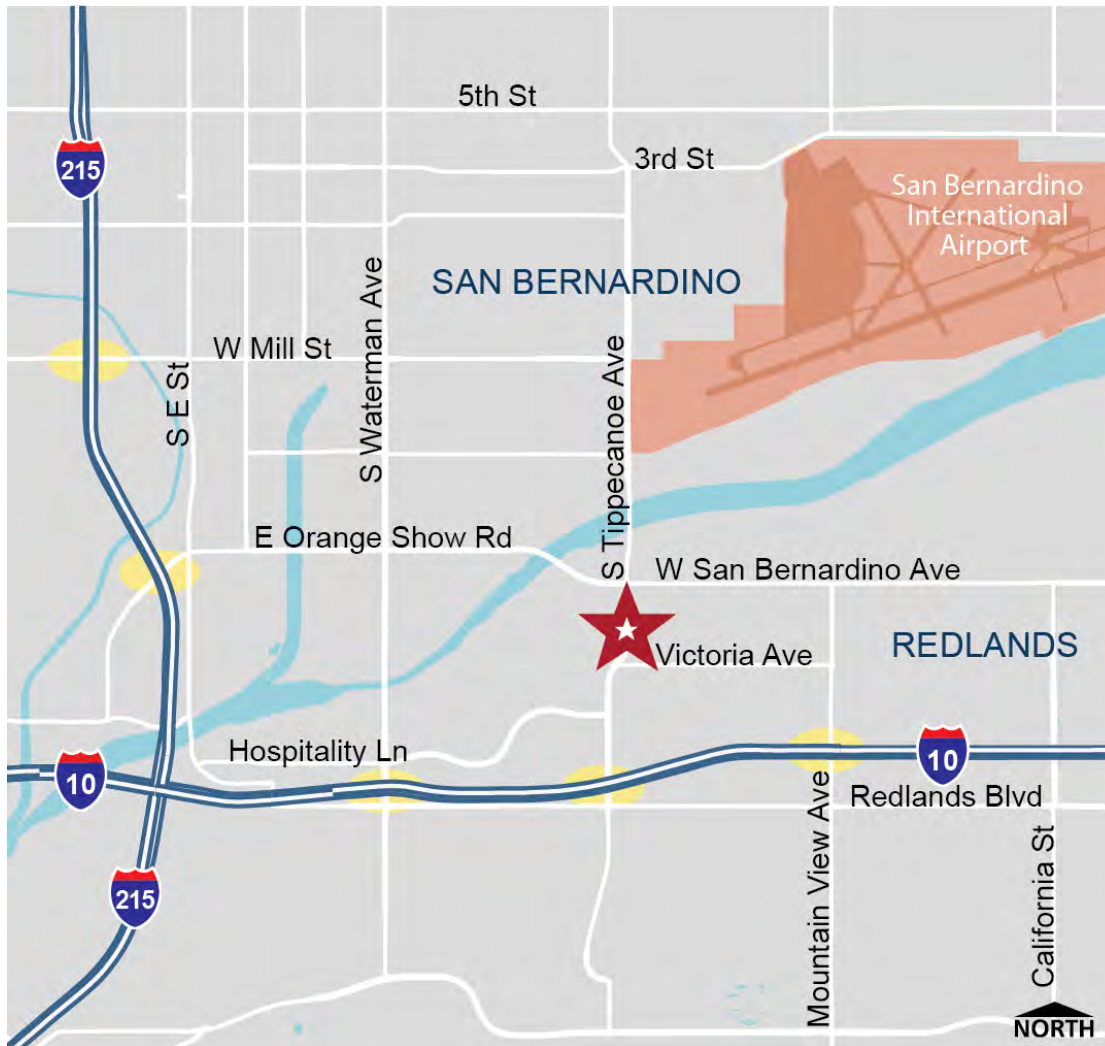 5th St
215
3rd St
San Bernardino
International
Airport
SAN BERNARDINO
W Mill St
S E St
S Waterman Ave
S Tippecanoe Ave
E Orange Show Rd
W San Bernardino Ave
REDLANDS
Victoria Ave
Hospitality Ln
10
10
Redlands Blvd
215
Mountain View Ave
California St
NORTH